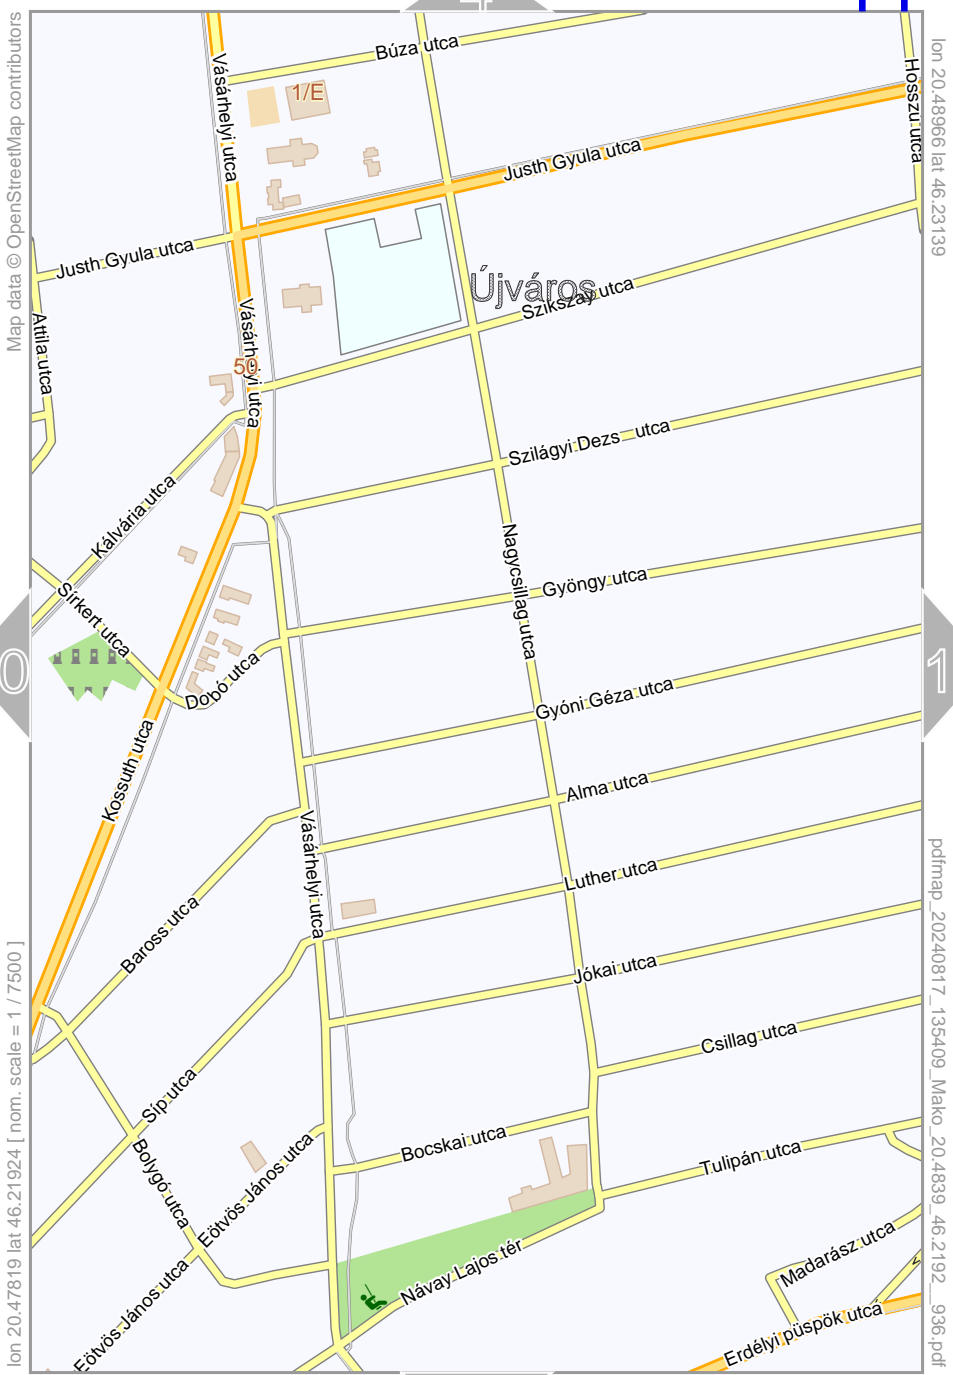 4
Map data © OpenStreetMap contributors
lon 20.48966 lat 46.23139
Búza utca
Vásárhelyi utca
1/E
Hosszú utca
Justh Gyula utca
Justh Gyula utca
Újváros
Szikszay utca
Attila utca
Vásárhelyi utca
50
Szilágyi Dezs utca
Kálvária utca
Nagycsillag utca
Gyöngy utca
Sírkert utca
0
1
Dobó utca
Gyóni Géza utca
Kossuth utca
Alma utca
Vásárhelyi utca
Luther utca
Baross utca
Jókai utca
Csillag utca
Síp utca
Bocskai utca
Tulipán utca
Bolygó utca
Eötvös János utca
Madarász utca
Návay Lajos tér
Eötvös János utca
Erdélyi püspök utca
lon 20.47819 lat 46.21924 [ nom. scale = 1 / 7500 ]
pdfmap_20240817_135409_Mako_20.4839_46.2192__936.pdf